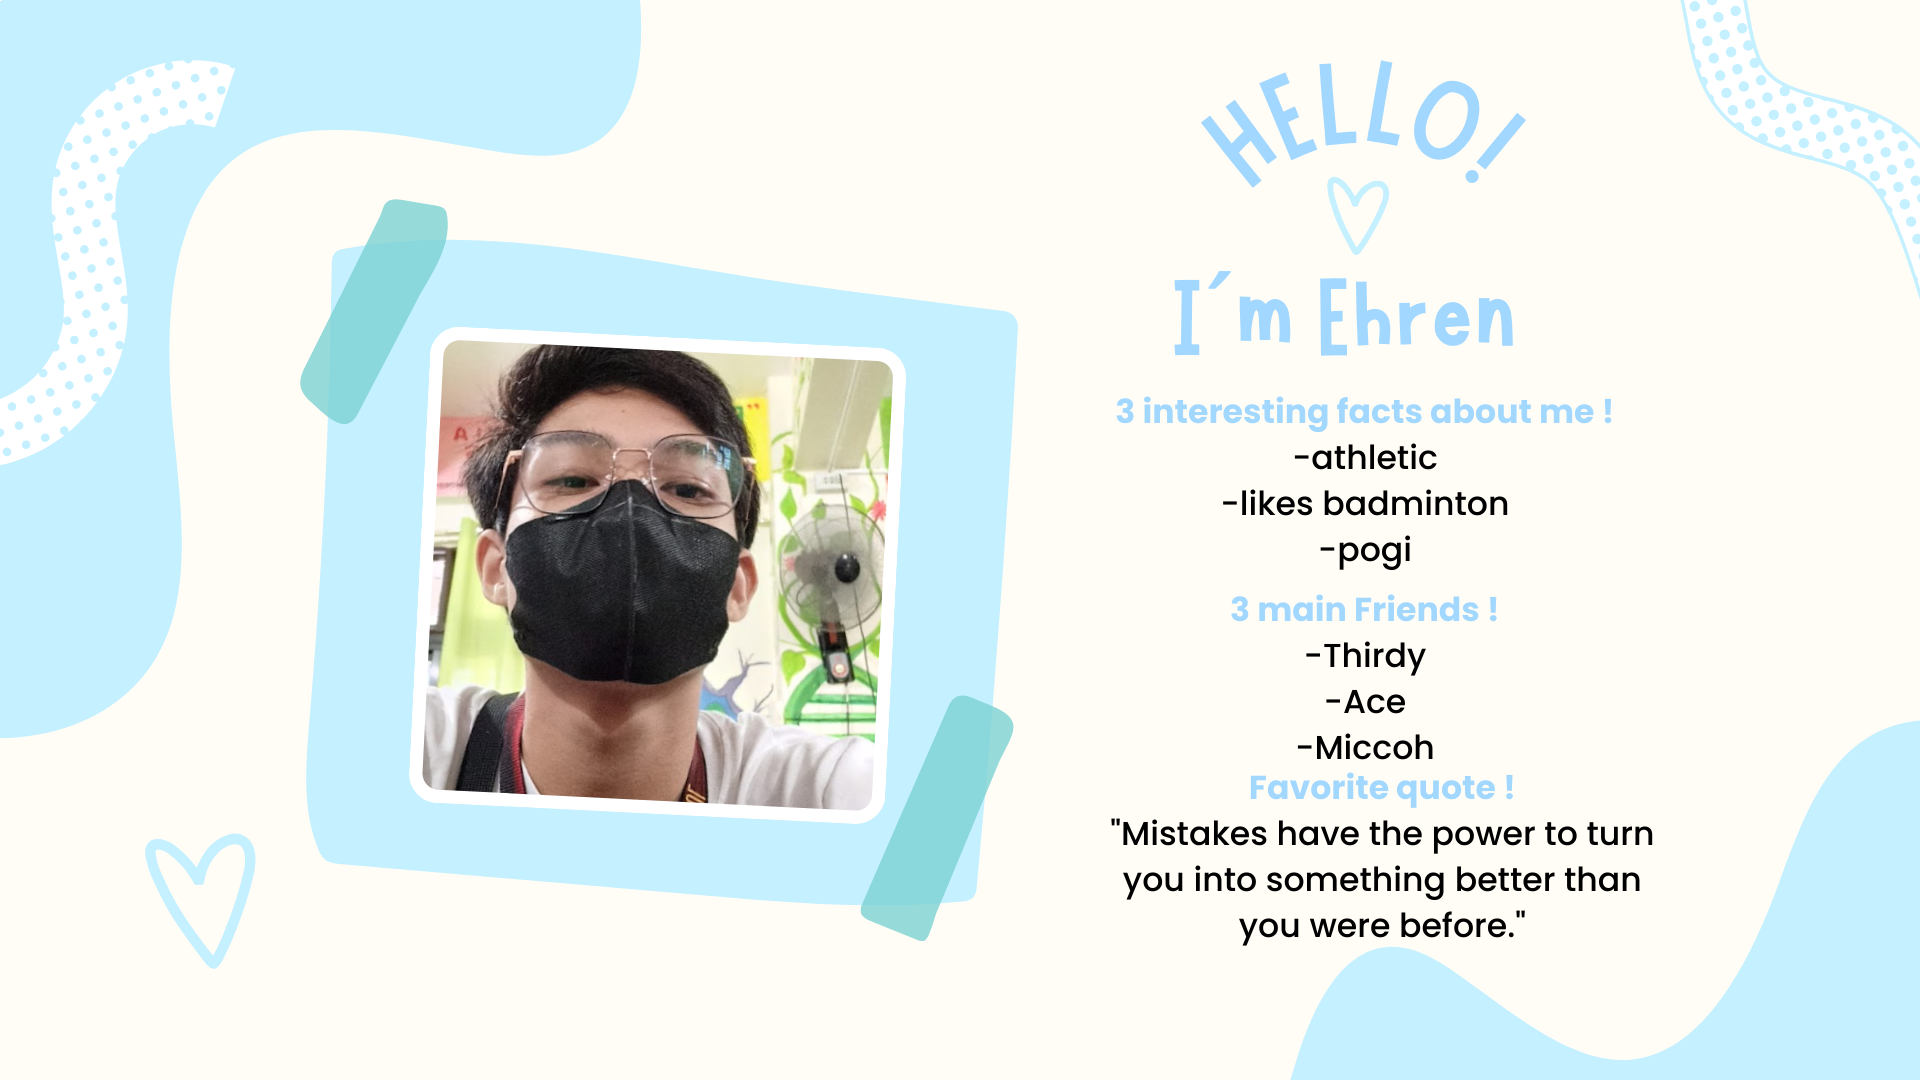 HELLO!
I´m Ehren
3 interesting facts about me !
-athletic
-likes badminton
-pogi
3 main Friends !
-Thirdy
-Ace
-Miccoh
Favorite quote !
"Mistakes have the power to turn
you into something better than
you were before."